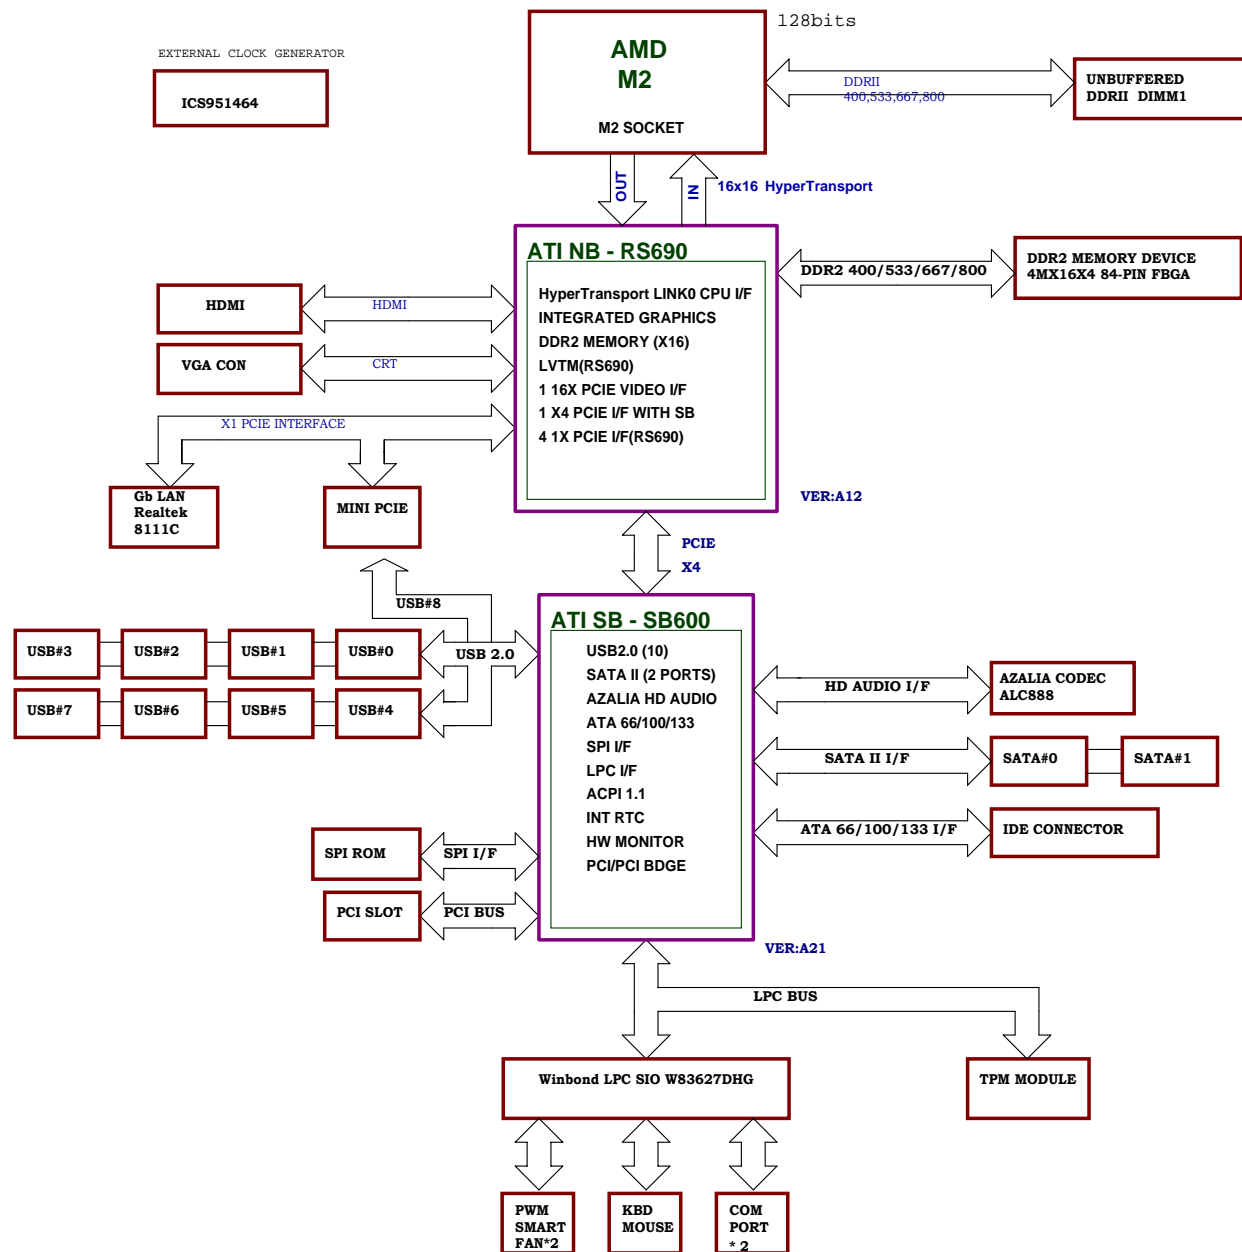 128bits
EXTERNAL CLOCK GENERATOR
ICS951464
AMD
M2
M2 SOCKET
DDRII
400,533,667,800
UNBUFFERED
DDRII DIMM1
OUT
IN
16x16 HyperTransport
ATI NB - RS690
HyperTransport LINK0 CPU I/F
INTEGRATED GRAPHICS
DDR2 MEMORY (X16)
LVTM(RS690)
1 16X PCIE VIDEO I/F
1 X4 PCIE I/F WITH SB
4 1X PCIE I/F(RS690)
DDR2 400/533/667/800
DDR2 MEMORY DEVICE
4MX16X4 84-PIN FBGA
HDMI
HDMI
VGA CON
CRT
X1 PCIE INTERFACE
Gb LAN
Realtek
8111C
MINI PCIE
VER:A12
PCIE
X4
USB#8
ATI SB - SB600
USB2.0 (10)
SATA II (2 PORTS)
AZALIA HD AUDIO
ATA 66/100/133
SPI I/F
LPC I/F
ACPI 1.1
INT RTC
HW MONITOR
PCI/PCI BDGE
USB#3
USB#2
USB#1
USB#0
USB 2.0
USB#7
USB#6
USB#5
USB#4
HD AUDIO I/F
AZALIA CODEC
ALC888
SATA II I/F
SATA#0
SATA#1
ATA 66/100/133 I/F
IDE CONNECTOR
SPI ROM
SPI I/F
PCI SLOT
PCI BUS
VER:A21
LPC BUS
Winbond LPC SIO W83627DHG
TPM MODULE
PWM
SMART
FAN*2
KBD
MOUSE
COM
PORT
* 2